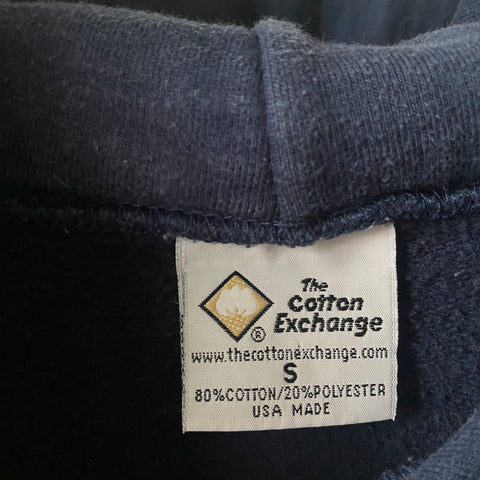 The
Cotton
Exchange
®
www.thecottonexchange.com
S
80%COTTON/20%POLYESTER
USA MADE